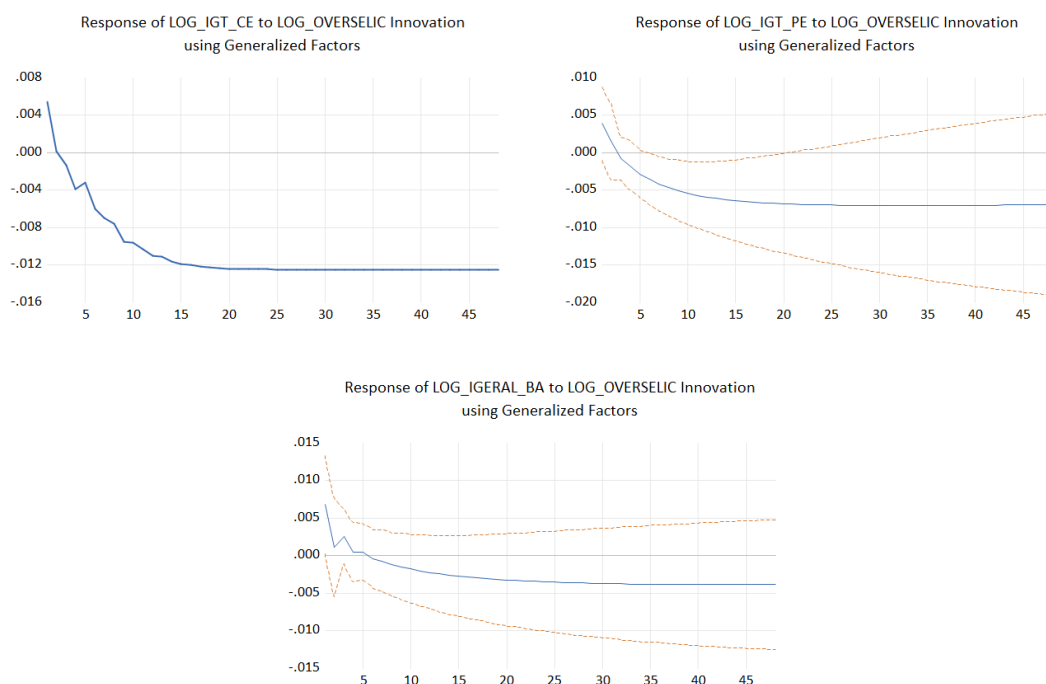 Response of LOG_IGT_CE to LOG_OVERSELIC Innovation
using Generalized Factors
.008
.004
.000
-.004
-.008
-.012
-.016
5 10 15 20 25 30 35 40 45
Response of LOG_IGT_PE to LOG_OVERSELIC Innovation
using Generalized Factors
.010
.005
.000
-.005
-.010
-.015
-.020
5 10 15 20 25 30 35 40 45
Response of LOG_IGERAL_BA to LOG_OVERSELIC Innovation
using Generalized Factors
.015
.010
.005
.000
-.005
-.010
-.015
5 10 15 20 25 30 35 40 45